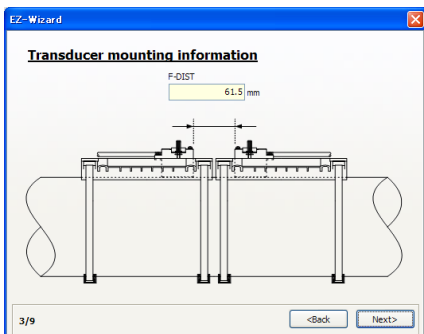 EZ-Wizard
Transducer mounting information
F-DIST
61.5 mm
3/9
<Back
Next>